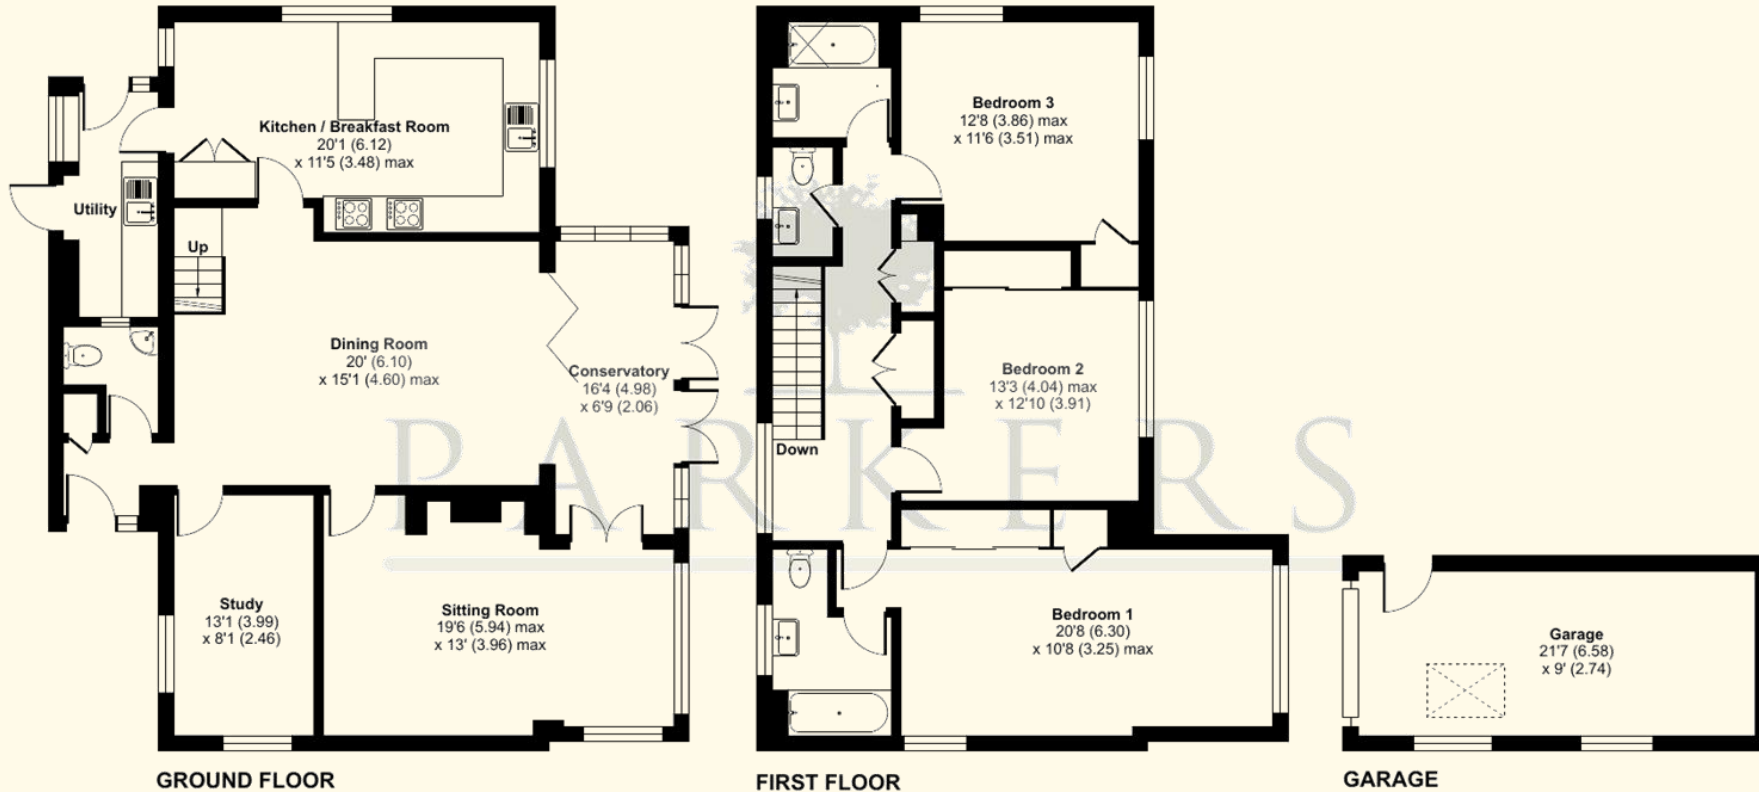 Kitchen / Breakfast Room
20'1 (6.12)
x 11'5 (3.48) max
Utility
Up
Dining Room
20' (6.10)
x 15'1 (4.60) max
Conservatory
16'4 (4.98)
x 6'9 (2.06)
Study
13'1 (3.99)
x 8'1 (2.46)
Sitting Room
19'6 (5.94) max
x 13' (3.96) max
GROUND FLOOR
Bedroom 3
12'8 (3.86) max
x 11'6 (3.51) max
Bedroom 2
13'3 (4.04) max
x 12'10 (3.91)
Down
Bedroom 1
20'8 (6.30)
x 10'8 (3.25) max
FIRST FLOOR
Garage
21'7 (6.58)
x 9' (2.74)
GARAGE
PARKERS